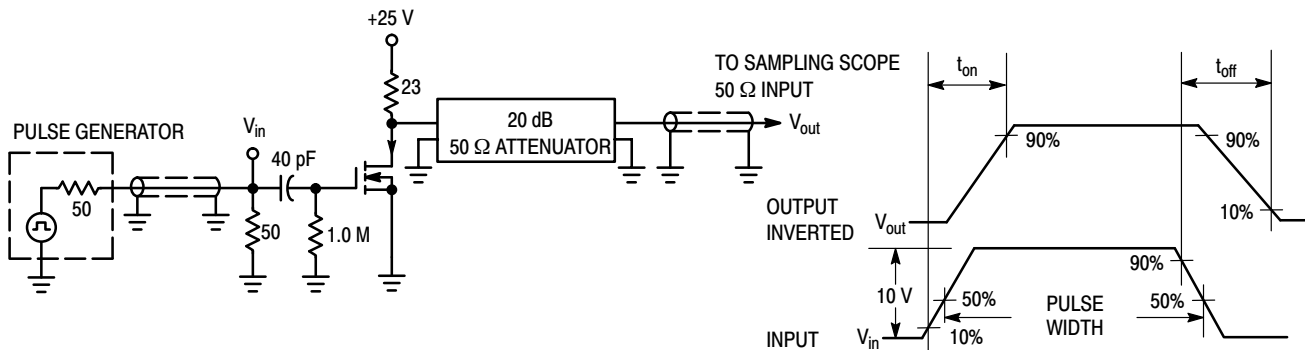 +25 V
23
PULSE GENERATOR
50
V_in
40 pF
50
1.0 M
20 dB
50 Ω ATTENUATOR
TO SAMPLING SCOPE
50 Ω INPUT
V_out
t_on
t_off
90%
90%
10%
OUTPUT
INVERTED
V_out
10 V
90%
50%
PULSE
WIDTH
50%
INPUT
V_in
10%